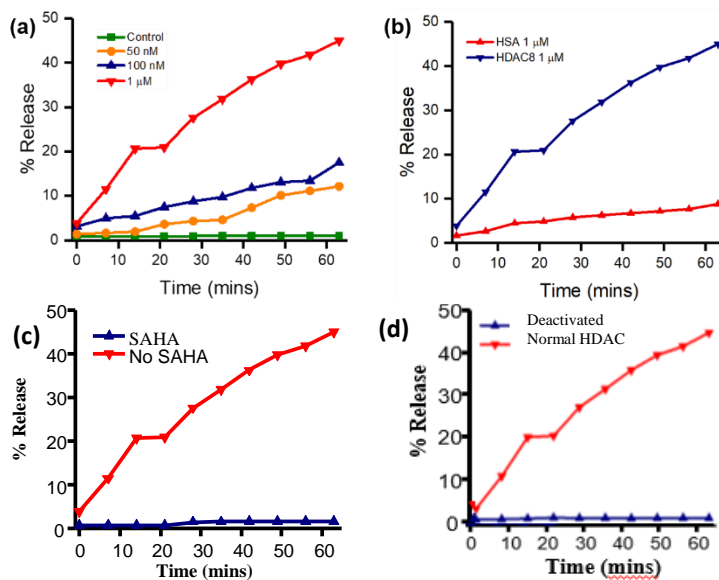 (a)
Control
50 nM
100 nM
1 μM
% Release
50
40
30
20
10
0
0 10 20 30 40 50 60
Time (mins)
(b)
HSA 1 μM
HDAC8 1 μM
% Release
50
40
30
20
10
0
0 10 20 30 40 50 60
Time (mins)
(c)
SAHA
No SAHA
% Release
50
40
30
20
10
0
0 10 20 30 40 50 60
Time (mins)
(d)
Deactivated
Normal HDAC
% Release
50
40
30
20
10
0
0 10 20 30 40 50 60
Time (mins)